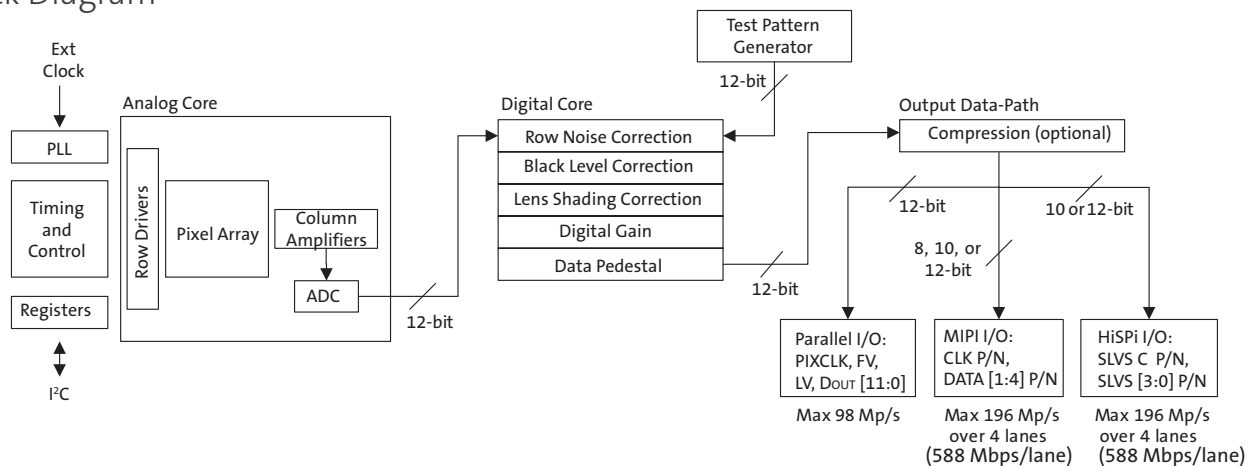 Diagram
Ext
Clock
PLL
Timing
and
Control
Registers
I²C
Analog Core
Row Drivers
Pixel Array
Column
Amplifiers
ADC
12-bit
Test Pattern
Generator
12-bit
Digital Core
Row Noise Correction
Black Level Correction
Lens Shading Correction
Digital Gain
Data Pedestal
12-bit
Output Data-Path
Compression (optional)
12-bit
8, 10, or
12-bit
10 or 12-bit
Parallel I/O:
PIXCLK, FV,
LV, DOUT [11:0]
Max 98 Mp/s
MIPI I/O:
CLK P/N,
DATA [1:4] P/N
Max 196 Mp/s
over 4 lanes
(588 Mbps/lane)
HiSPi I/O:
SLVS C P/N,
SLVS [3:0] P/N
Max 196 Mp/s
over 4 lanes
(588 Mbps/lane)